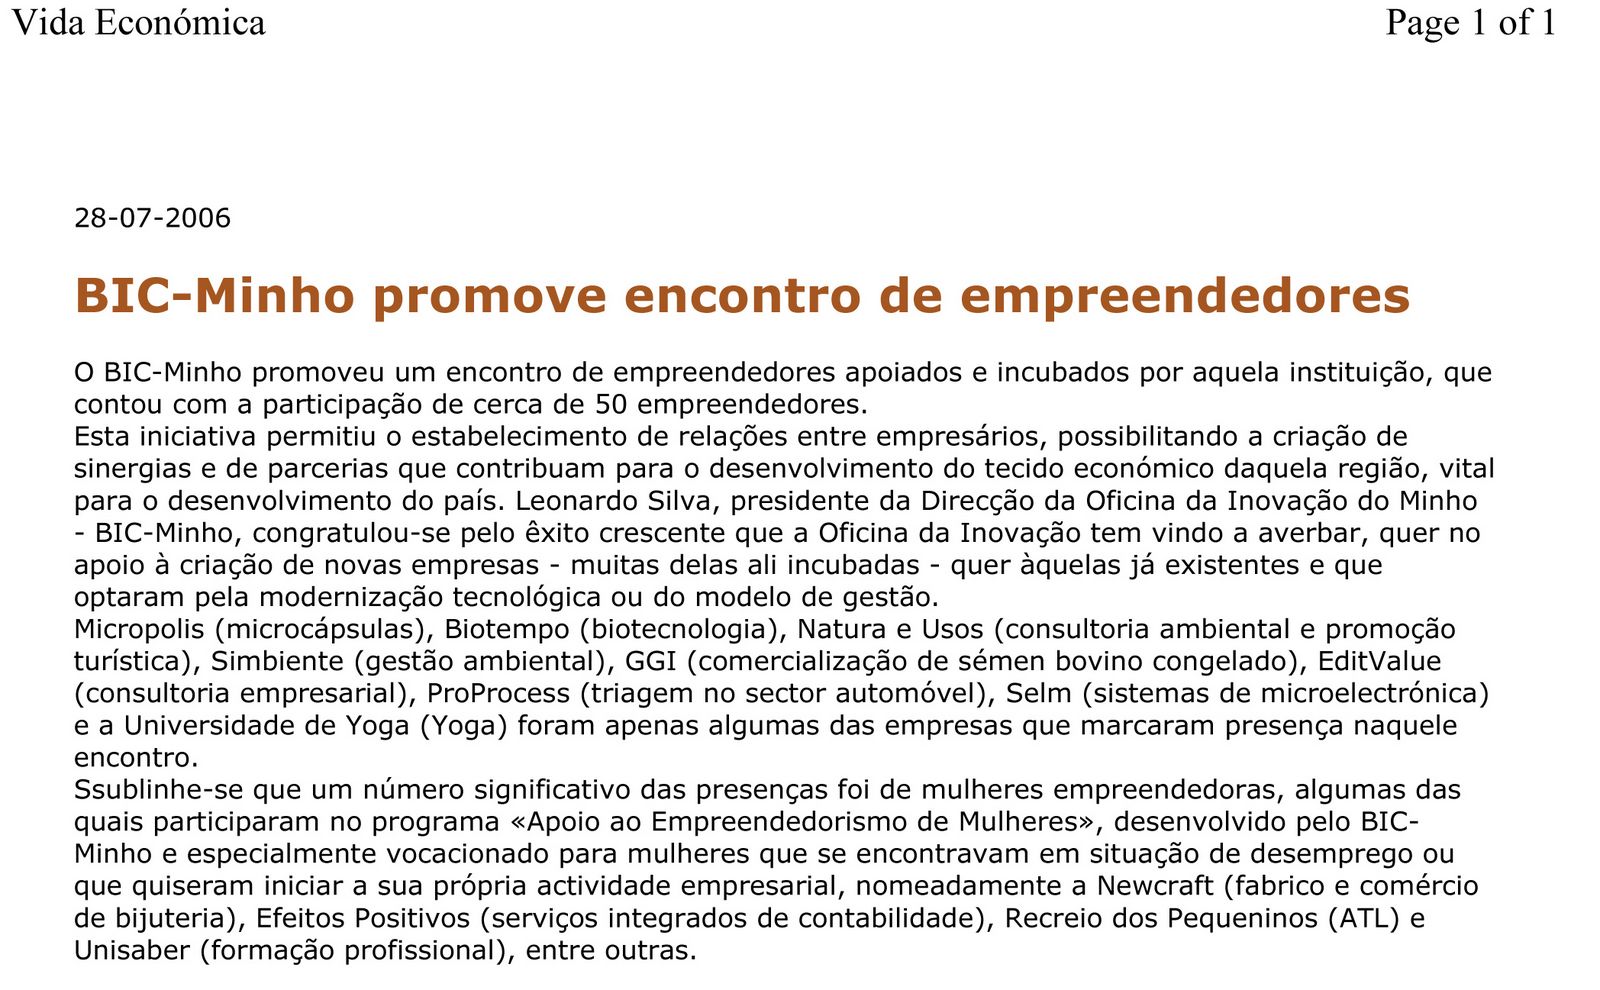 Vida Económica
Page 1 of 1
28-07-2006
BIC-Minho promove encontro de empreendedores
O BIC-Minho promoveu um encontro de empreendedores apoiados e incubados por aquela instituição, que
contou com a participação de cerca de 50 empreendedores.
Esta iniciativa permitiu o estabelecimento de relações entre empresários, possibilitando a criação de
sinergias e de parcerias que contribuam para o desenvolvimento do tecido económico daquela região, vital
para o desenvolvimento do país. Leonardo Silva, presidente da Direcção da Oficina da Inovação do Minho
- BIC-Minho, congratulou-se pelo êxito crescente que a Oficina da Inovação tem vindo a averbar, quer no
apoio à criação de novas empresas - muitas delas ali incubadas - quer àquelas já existentes e que
optaram pela modernização tecnológica ou do modelo de gestão.
Micropolis (microcápsulas), Biotempo (biotecnologia), Natura e Usos (consultoria ambiental e promoção
turística), Simbiente (gestão ambiental), GGI (comercialização de sémen bovino congelado), EditValue
(consultoria empresarial), ProProcess (triagem no sector automóvel), Selm (sistemas de microelectrónica)
e a Universidade de Yoga (Yoga) foram apenas algumas das empresas que marcaram presença naquele
encontro.
Ssublinhe-se que um número significativo das presenças foi de mulheres empreendedoras, algumas das
quais participaram no programa «Apoio ao Empreendedorismo de Mulheres», desenvolvido pelo BIC-
Minho e especialmente vocacionado para mulheres que se encontravam em situação de desemprego ou
que quiseram iniciar a sua própria actividade empresarial, nomeadamente a Newcraft (fabrico e comércio
de bijuteria), Efeitos Positivos (serviços integrados de contabilidade), Recreio dos Pequeninos (ATL) e
Unisaber (formação profissional), entre outras.